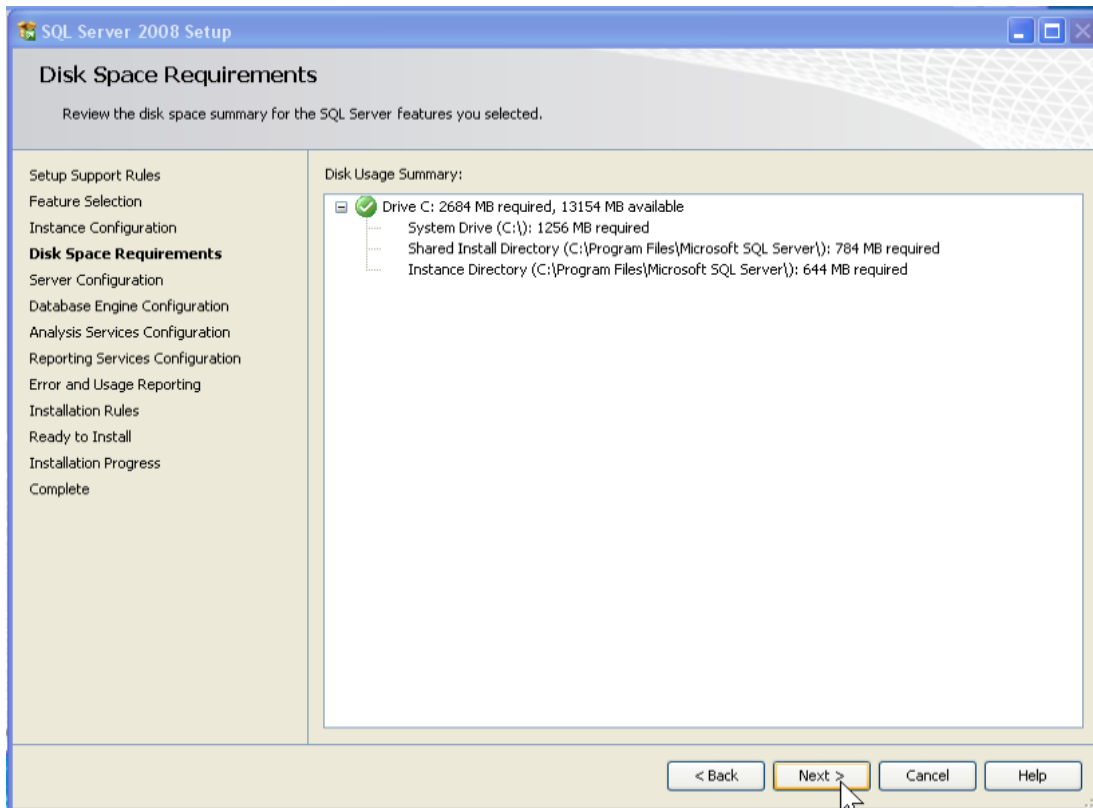 SQL Server 2008 Setup
Disk Space Requirements
Review the disk space summary for the SQL Server features you selected.
Setup Support Rules
Feature Selection
Instance Configuration
Disk Space Requirements
Server Configuration
Database Engine Configuration
Analysis Services Configuration
Reporting Services Configuration
Error and Usage Reporting
Installation Rules
Ready to Install
Installation Progress
Complete
Disk Usage Summary:
Drive C: 2684 MB required, 13154 MB available
System Drive (C:\): 1256 MB required
Shared Install Directory (C:\Program Files\Microsoft SQL Server\): 784 MB required
Instance Directory (C:\Program Files\Microsoft SQL Server\): 644 MB required
< Back
Next >
Cancel
Help